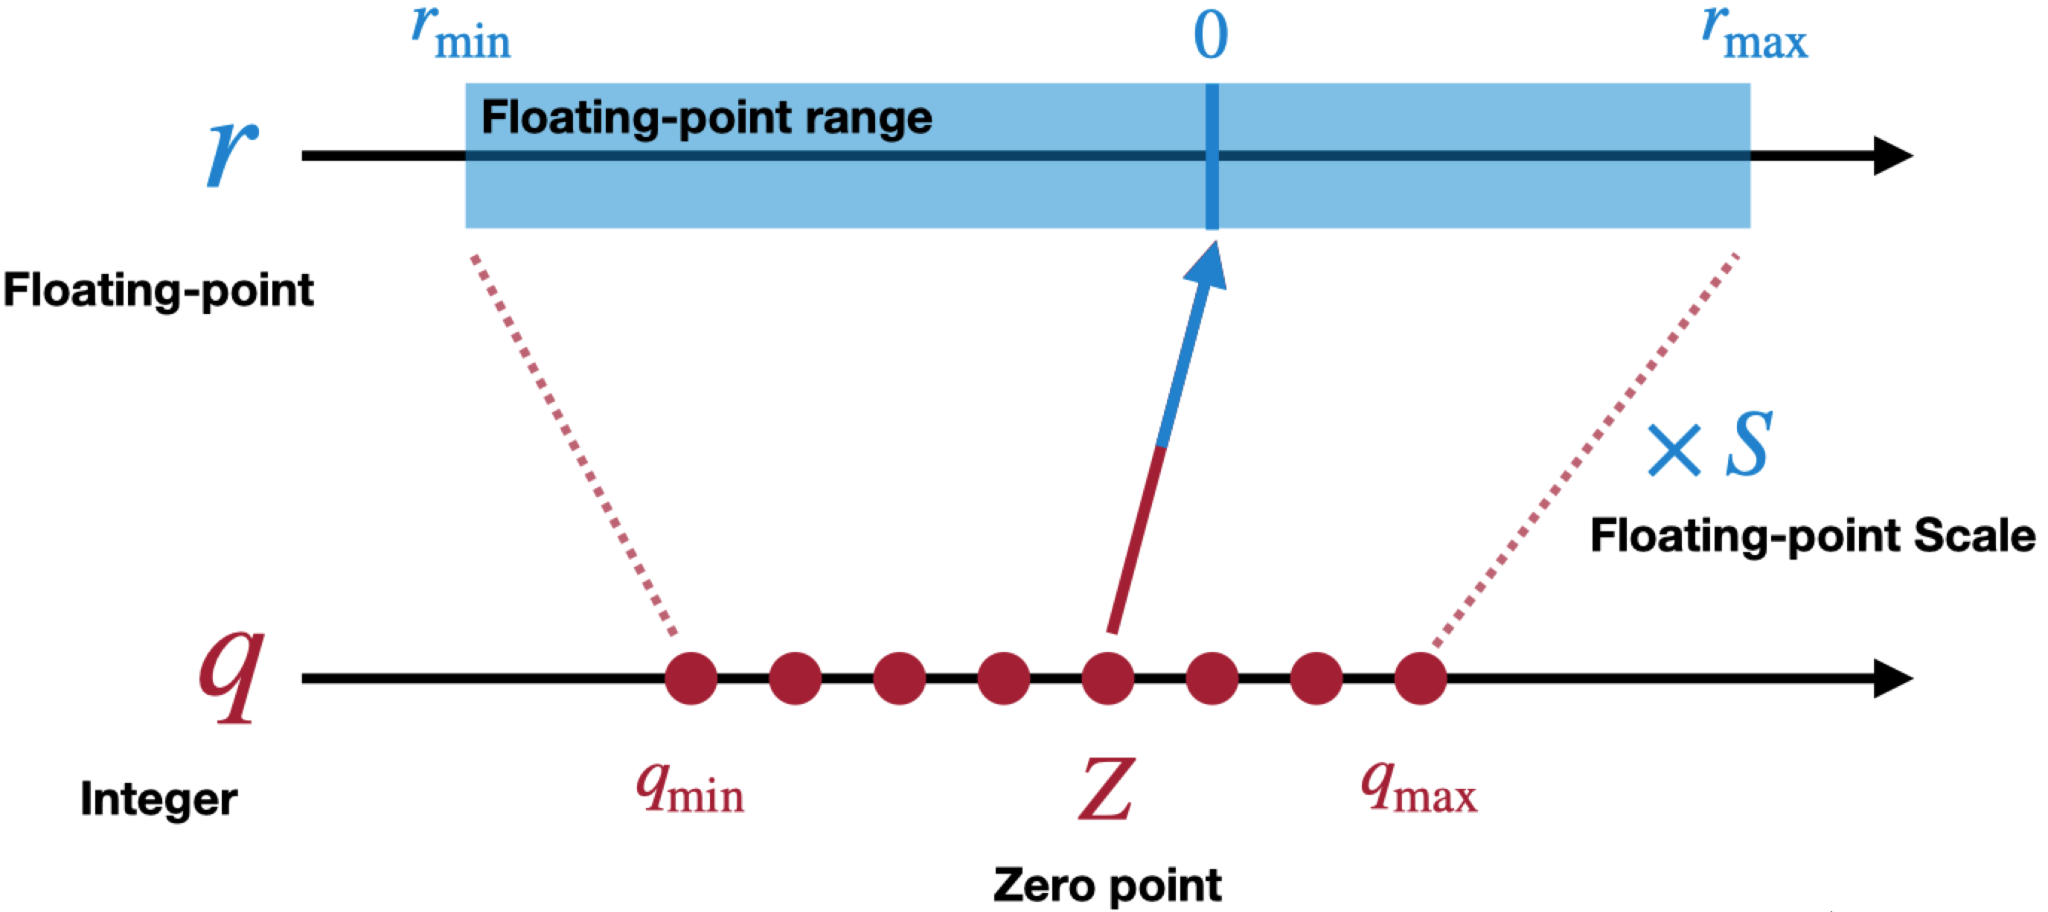 r_min 0 r_max
Floating-point range
r
Floating-point
× S
Floating-point Scale
q
q_min Z q_max
Integer
Zero point